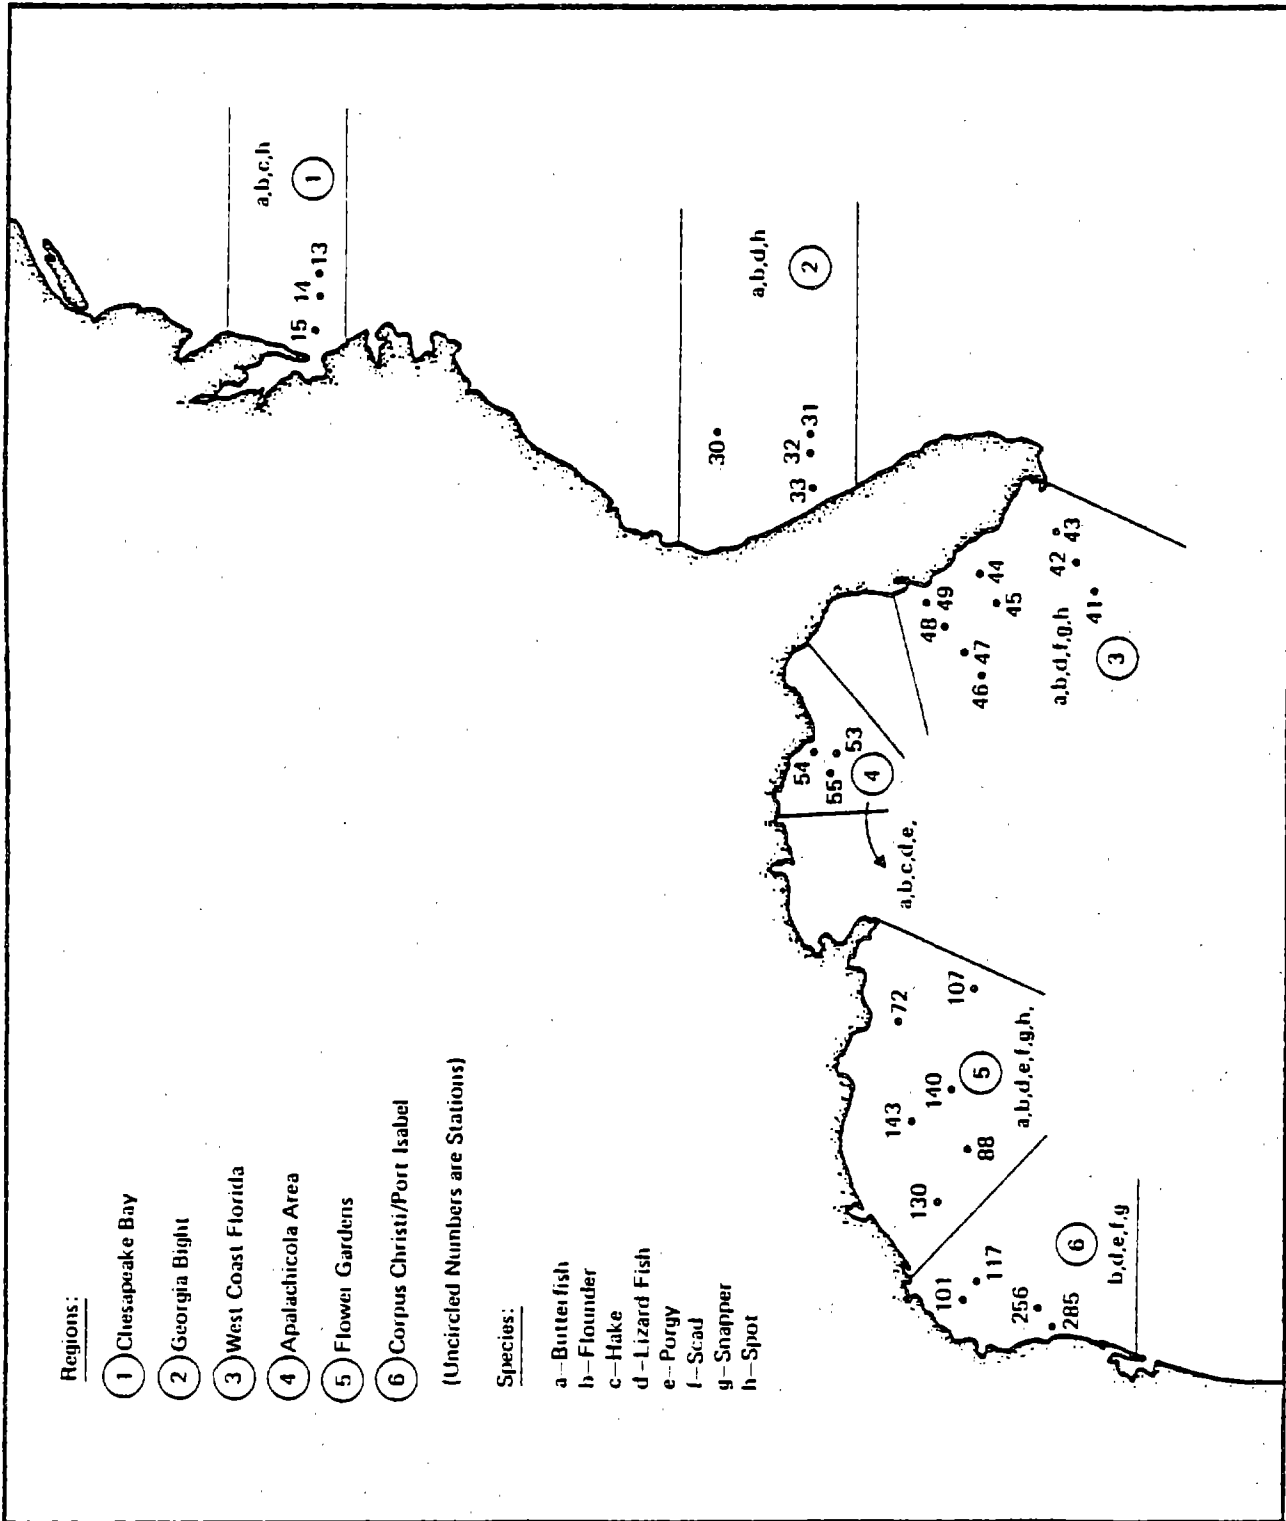 Regions:
1 Chesapeake Bay
2 Georgia Bight
3 West Coast Florida
4 Apalachicola Area
5 Flower Gardens
6 Corpus Christi/Port Isabel
(Uncircled Numbers are Stations)
Species:
a--Butterfish
b--Flounder
c--Hake
d--Lizard Fish
e--Porgy
f--Scad
g--Snapper
h--Spot
15 14 13
a,b,c,h
1
30
33 32 31
a,b,d,h
2
48 49
44
46 47
45
42 43
41
a,b,d,f,g,h
3
54
55 53
4
a,b,c,d,e,
72
107
143
140
130
88
5
a,b,d,e,f,g,h,
101
117
256
285
6
b,d,e,f,g